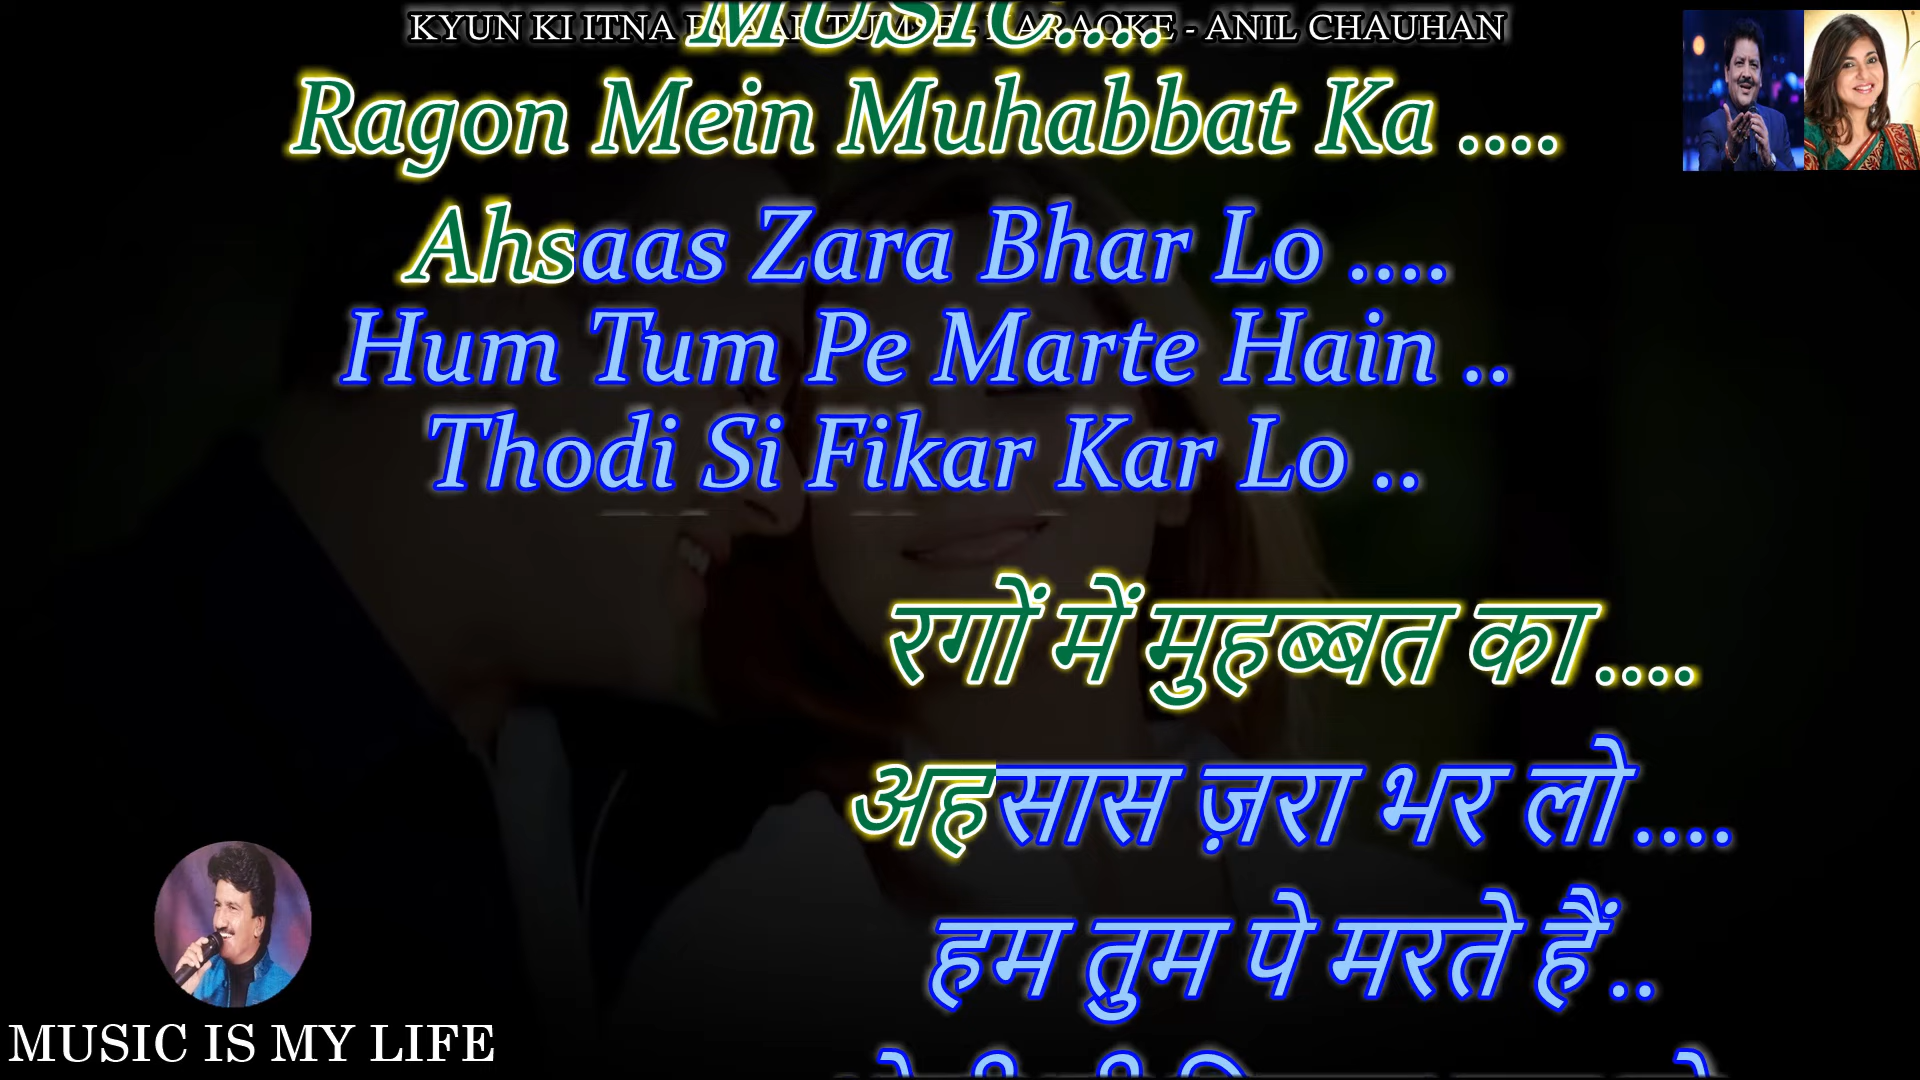 KYUN KI ITNA PYAAR TUMSE - KARAOKE - ANIL CHAUHAN
MUSIC....
Ragon Mein Muhabbat Ka ....
Ahsaas Zara Bhar Lo ....
Hum Tum Pe Marte Hain ..
Thodi Si Fikar Kar Lo ..
रगों में मुहब्बत का ....
अहसास ज़रा भर लो ....
हम तुम पे मरते हैं ..
MUSIC IS MY LIFE